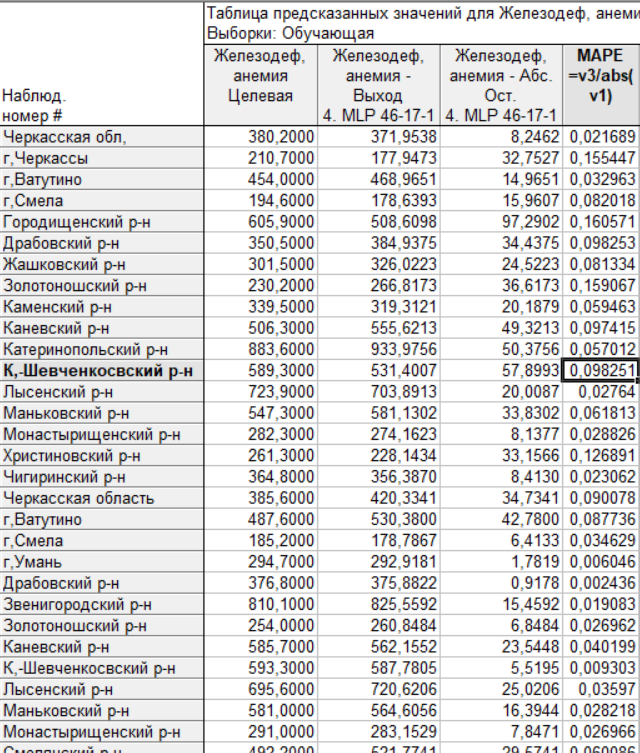 Таблица предсказанных значений для Железодеф, анеми
Выборки: Обучающая
Наблюд. номер # Железодеф, анемия Целевая Железодеф, анемия - Выход 4. MLP 46-17-1 Железодеф, анемия - Абс. Ост. 4. MLP 46-17-1 MAPE =v3/abs( v1)
Черкасская обл, 380,2000 371,9538 8,2462 0,021689
г,Черкассы 210,7000 177,9473 32,7527 0,155447
г,Ватутино 454,0000 468,9651 14,9651 0,032963
г,Смела 194,6000 178,6393 15,9607 0,082018
Городищенский р-н 605,9000 508,6098 97,2902 0,160571
Драбовский р-н 350,5000 384,9375 34,4375 0,098253
Жашковский р-н 301,5000 326,0223 24,5223 0,081334
Золотоношский р-н 230,2000 266,8173 36,6173 0,159067
Каменский р-н 339,5000 319,3121 20,1879 0,059463
Каневский р-н 506,3000 555,6213 49,3213 0,097415
Катеринопольский р-н 883,6000 933,9756 50,3756 0,057012
К,-Шевченкосвский р-н 589,3000 531,4007 57,8993 0,098251
Лысенский р-н 723,9000 703,8913 20,0087 0,02764
Маньковский р-н 547,3000 581,1302 33,8302 0,061813
Монастырищенский р-н 282,3000 274,1623 8,1377 0,028826
Христиновский р-н 261,3000 228,1434 33,1566 0,126891
Чигиринский р-н 364,8000 356,3870 8,4130 0,023062
Черкасская область 385,6000 420,3341 34,7341 0,090078
г,Ватутино 487,6000 530,3800 42,7800 0,087736
г,Смела 185,2000 178,7867 6,4133 0,034629
г,Умань 294,7000 292,9181 1,7819 0,006046
Драбовский р-н 376,8000 375,8822 0,9178 0,002436
Звенигородский р-н 810,1000 825,5592 15,4592 0,019083
Золотоношский р-н 254,0000 260,8484 6,8484 0,026962
Каневский р-н 585,7000 562,1552 23,5448 0,040199
К,-Шевченкосвский р-н 593,3000 587,7805 5,5195 0,009303
Лысенский р-н 695,6000 720,6206 25,0206 0,03597
Маньковский р-н 581,0000 564,6056 16,3944 0,028218
Монастырищенский р-н 291,0000 283,1529 7,8471 0,026966
Смелянский р-н 492,2000 521,7741 29,5741